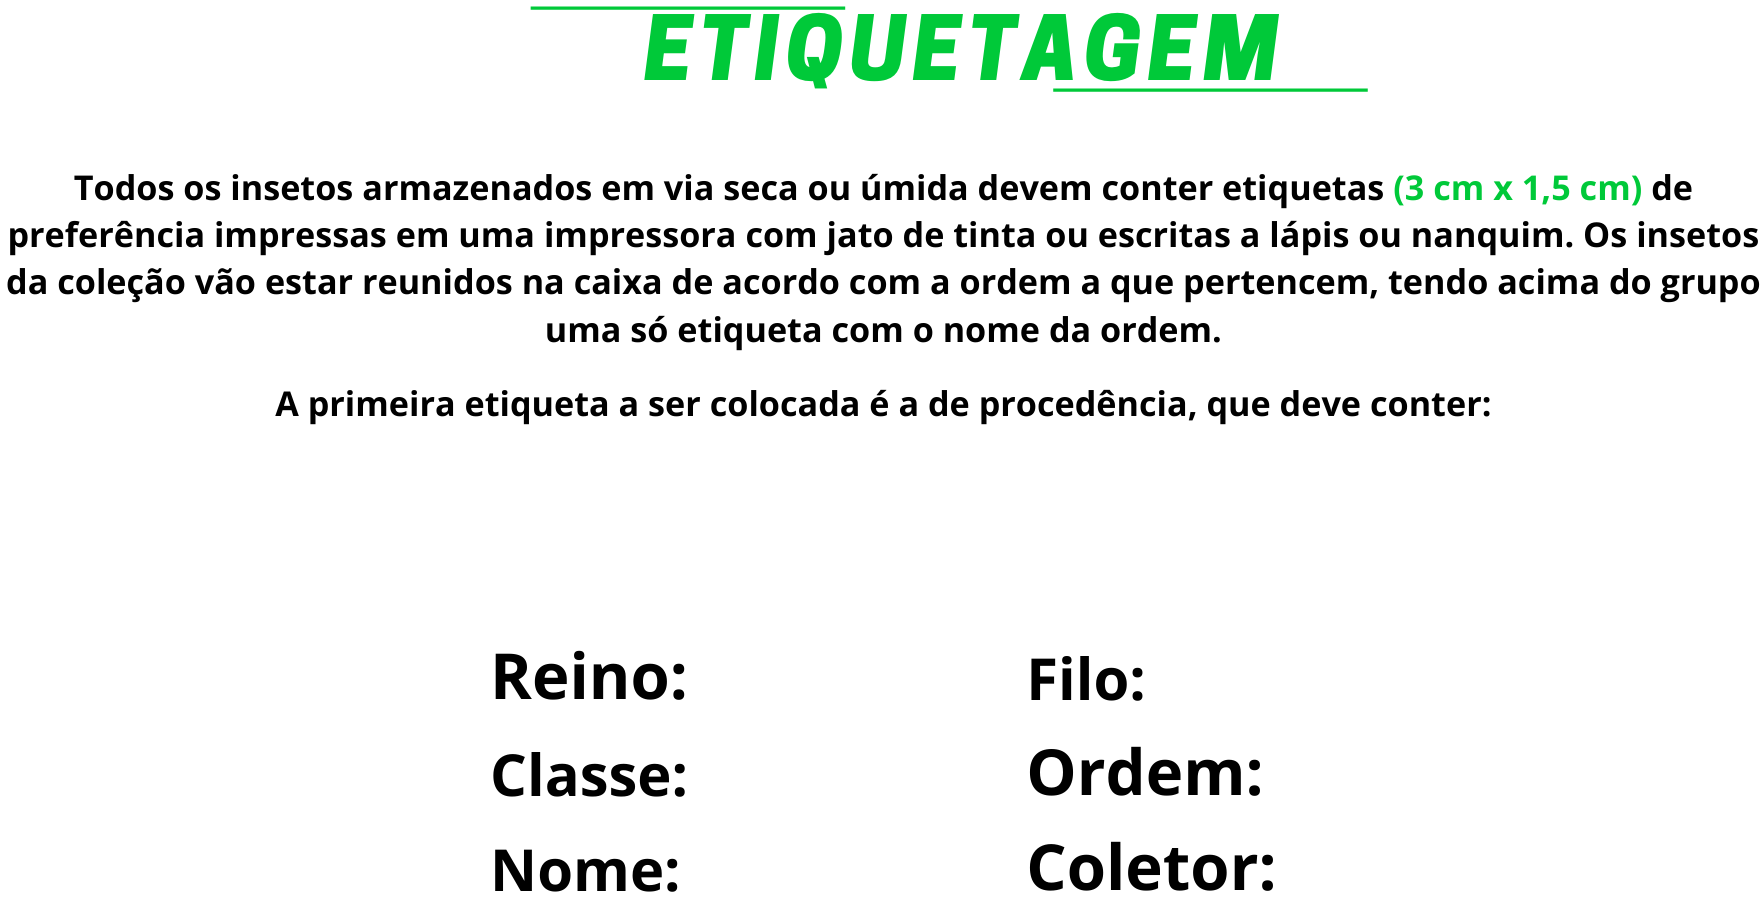 ETIQUETAGEM
Todos os insetos armazenados em via seca ou úmida devem conter etiquetas (3 cm x 1,5 cm) de
preferência impressas em uma impressora com jato de tinta ou escritas a lápis ou nanquim. Os insetos
da coleção vão estar reunidos na caixa de acordo com a ordem a que pertencem, tendo acima do grupo
uma só etiqueta com o nome da ordem.
A primeira etiqueta a ser colocada é a de procedência, que deve conter:
Reino: Filo:
Classe: Ordem:
Nome: Coletor: